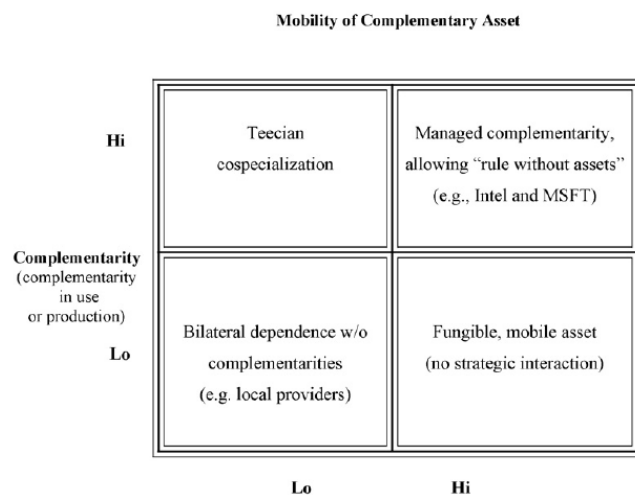 Mobility of Complementary Asset
Hi
Teecian
cospecialization
Managed complementarity,
allowing “rule without assets”
(e.g., Intel and MSFT)
Complementarity
(complementarity
in use
or production)
Lo
Bilateral dependence w/o
complementarities
(e.g. local providers)
Fungible, mobile asset
(no strategic interaction)
Lo
Hi